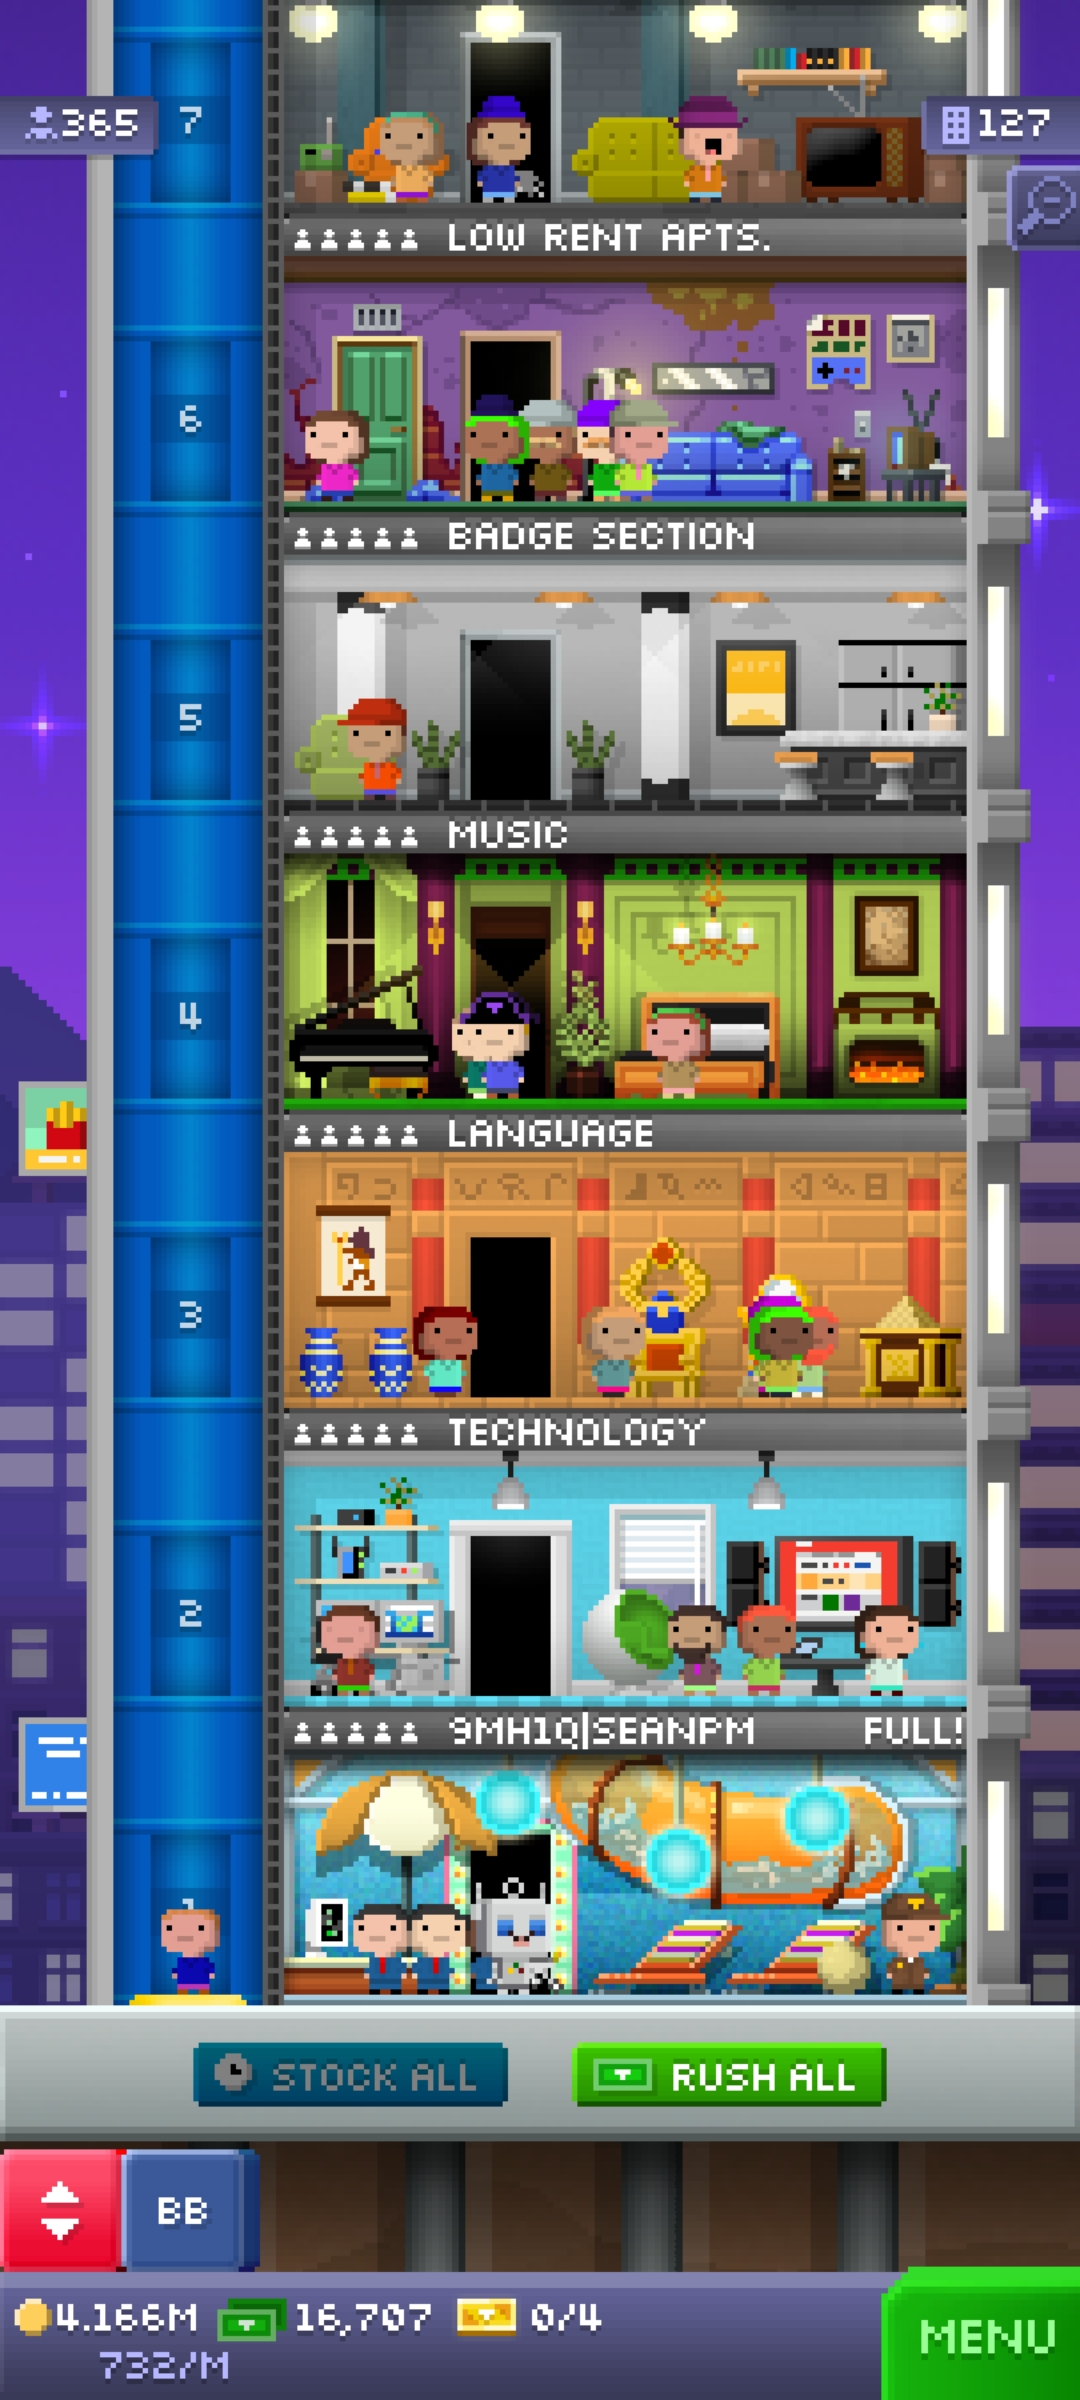 7
365
127
LOW RENT APTS.
6
BADGE SECTION
5
MUSIC
4
LANGUAGE
3
TECHNOLOGY
2
9MH1Q|SEANPM FULL!
STOCK ALL
RUSH ALL
BB
4.166M 16,707 0/4
732/M
MENU